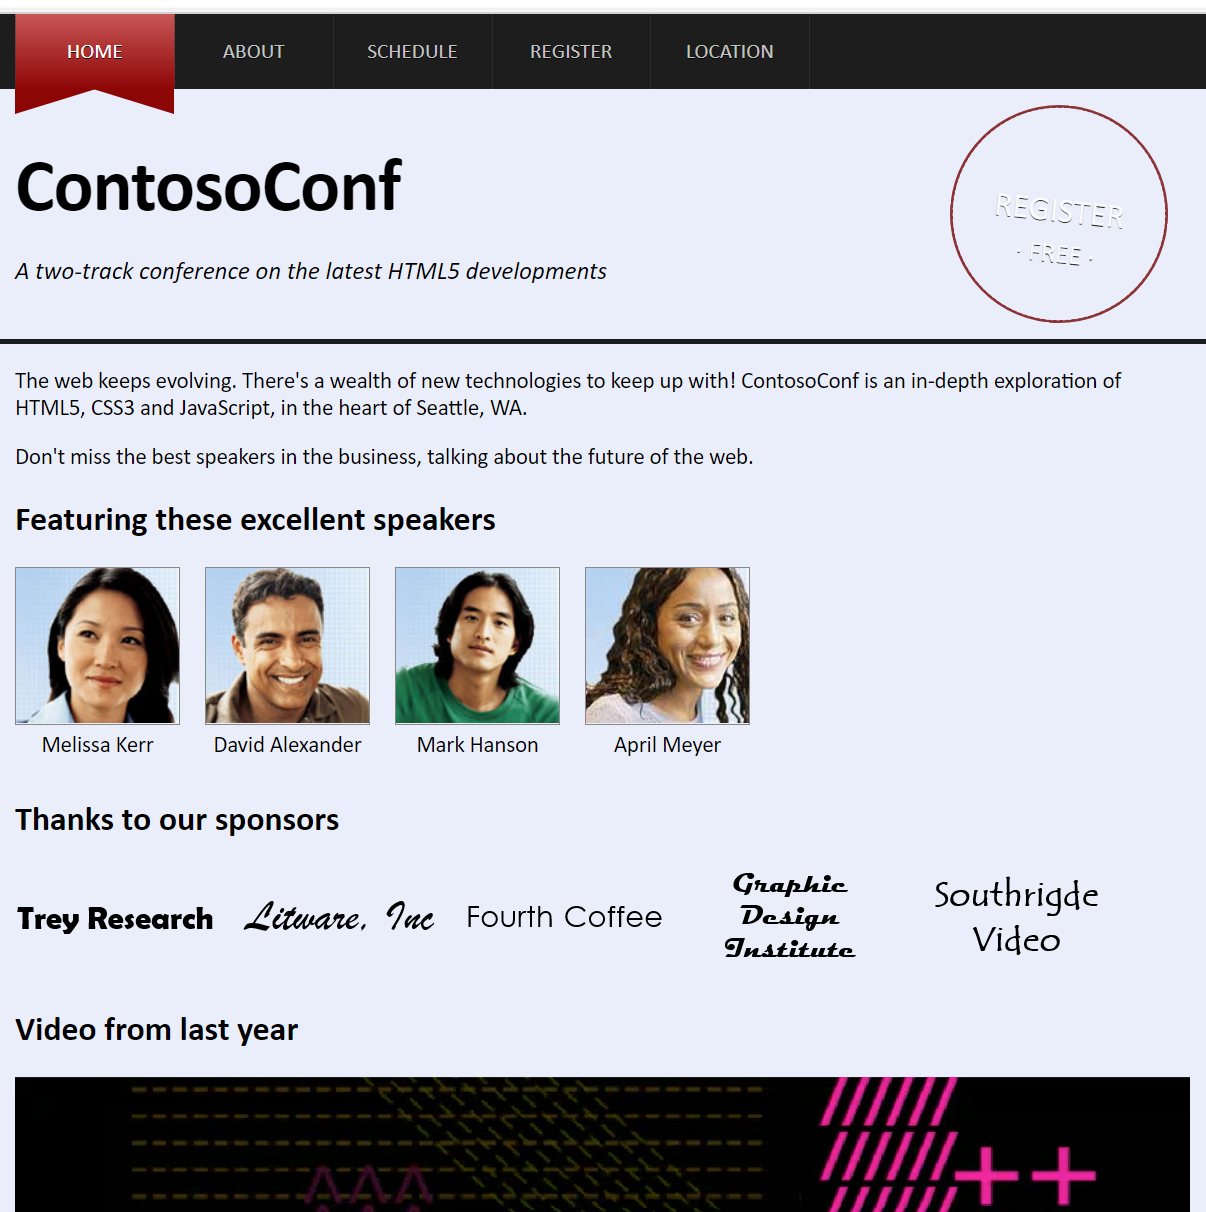 HOME ABOUT SCHEDULE REGISTER LOCATION
ContosoConf
REGISTER
· FREE ·
A two-track conference on the latest HTML5 developments
The web keeps evolving. There's a wealth of new technologies to keep up with! ContosoConf is an in-depth exploration of
HTML5, CSS3 and JavaScript, in the heart of Seattle, WA.
Don't miss the best speakers in the business, talking about the future of the web.
Featuring these excellent speakers
Melissa Kerr David Alexander Mark Hanson April Meyer
Thanks to our sponsors
Trey Research Litware, Inc Fourth Coffee
Graphic
Design
Institute
Southrigde
Video
Video from last year